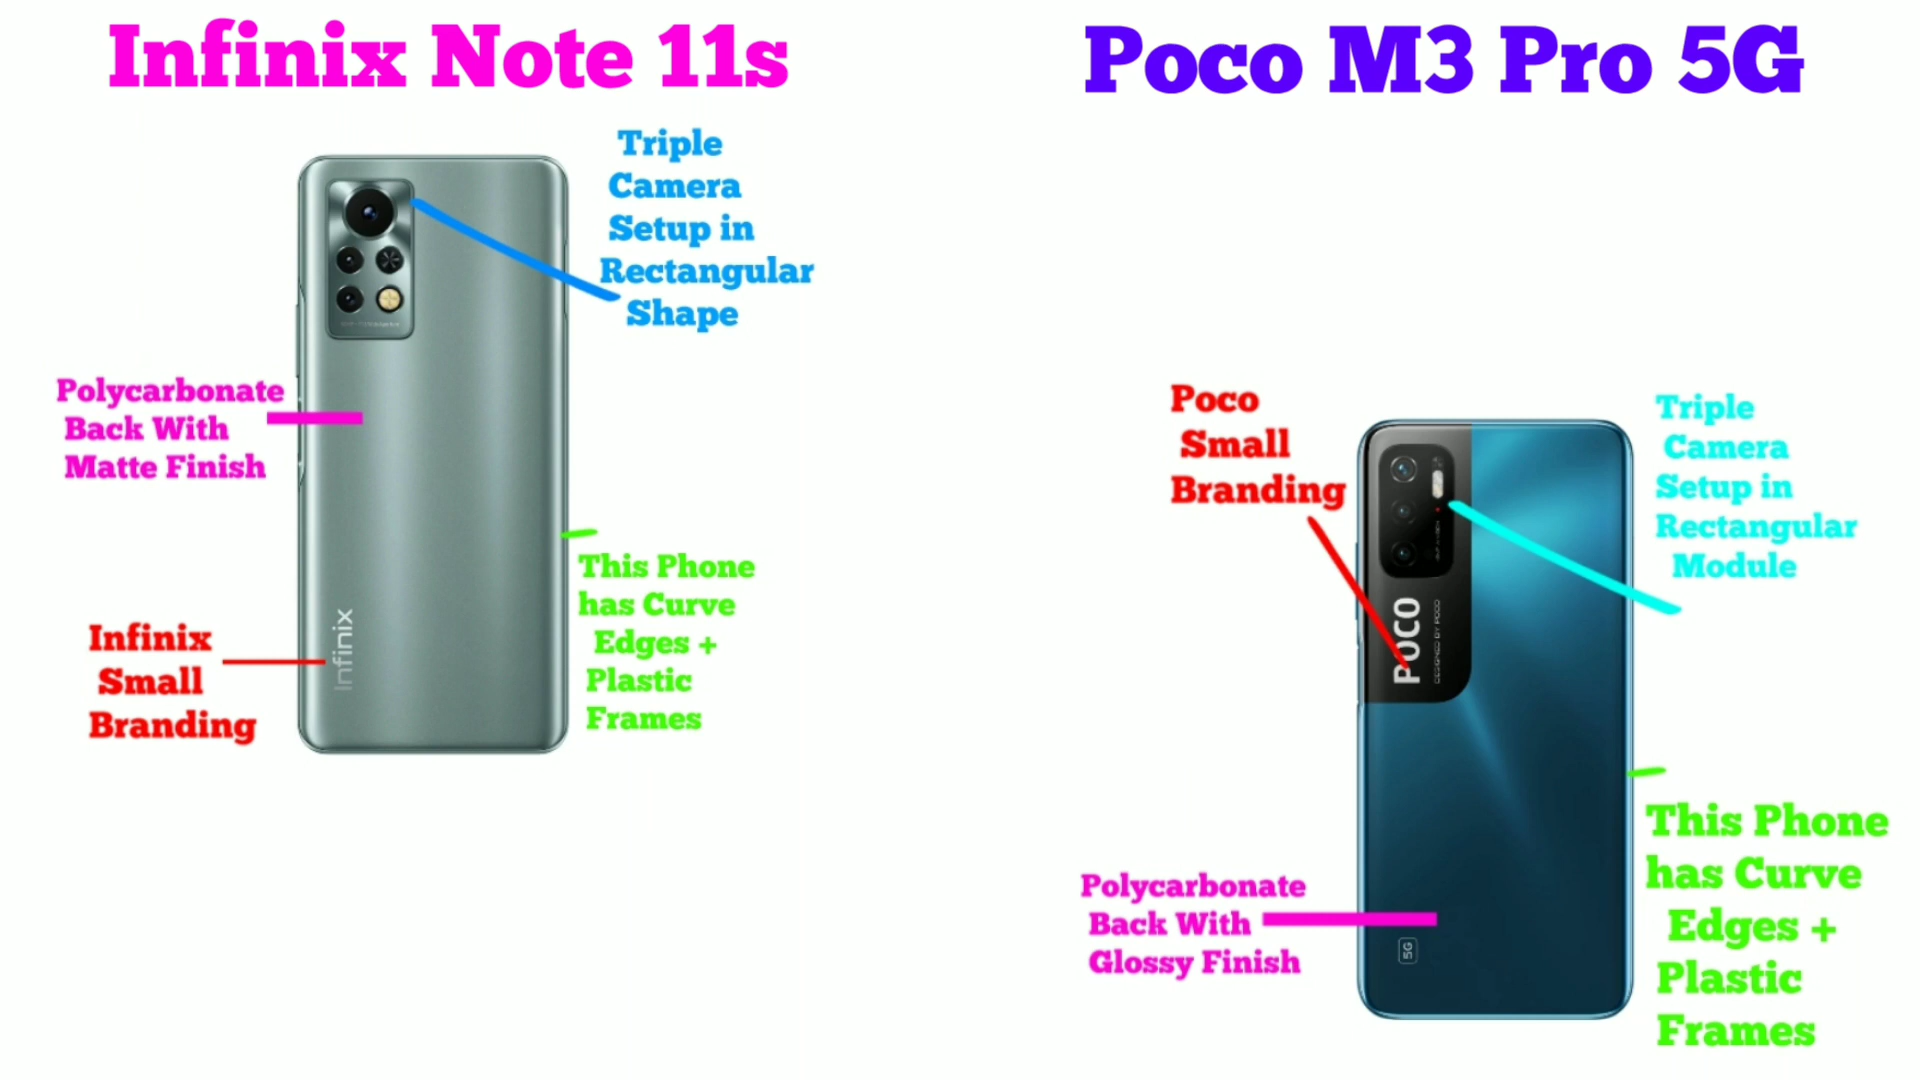 Infinix Note 11s
Triple
Camera
Setup in
Rectangular
Shape
Polycarbonate
Back With
Matte Finish
This Phone
has Curve
Edges +
Plastic
Frames
Infinix
Small
Branding
Infinix
Poco M3 Pro 5G
Poco
Small
Branding
Triple
Camera
Setup in
Rectangular
Module
POCO
DESIGNED BY POCO
This Phone
has Curve
Edges +
Plastic
Frames
Polycarbonate
Back With
Glossy Finish
5G